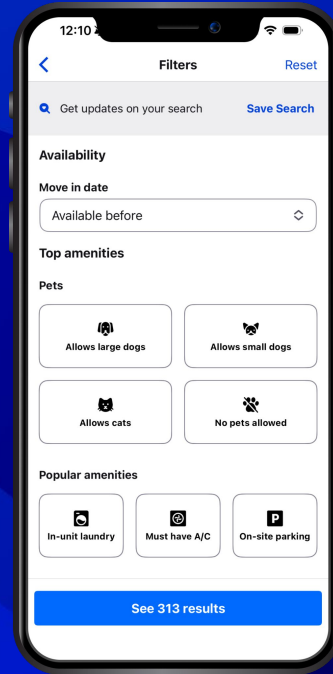 12:10
Filters
Reset
Get updates on your search
Save Search
Availability
Move in date
Available before
Top amenities
Pets
Allows large dogs
Allows small dogs
Allows cats
No pets allowed
Popular amenities
In-unit laundry
Must have A/C
P
On-site parking
See 313 results